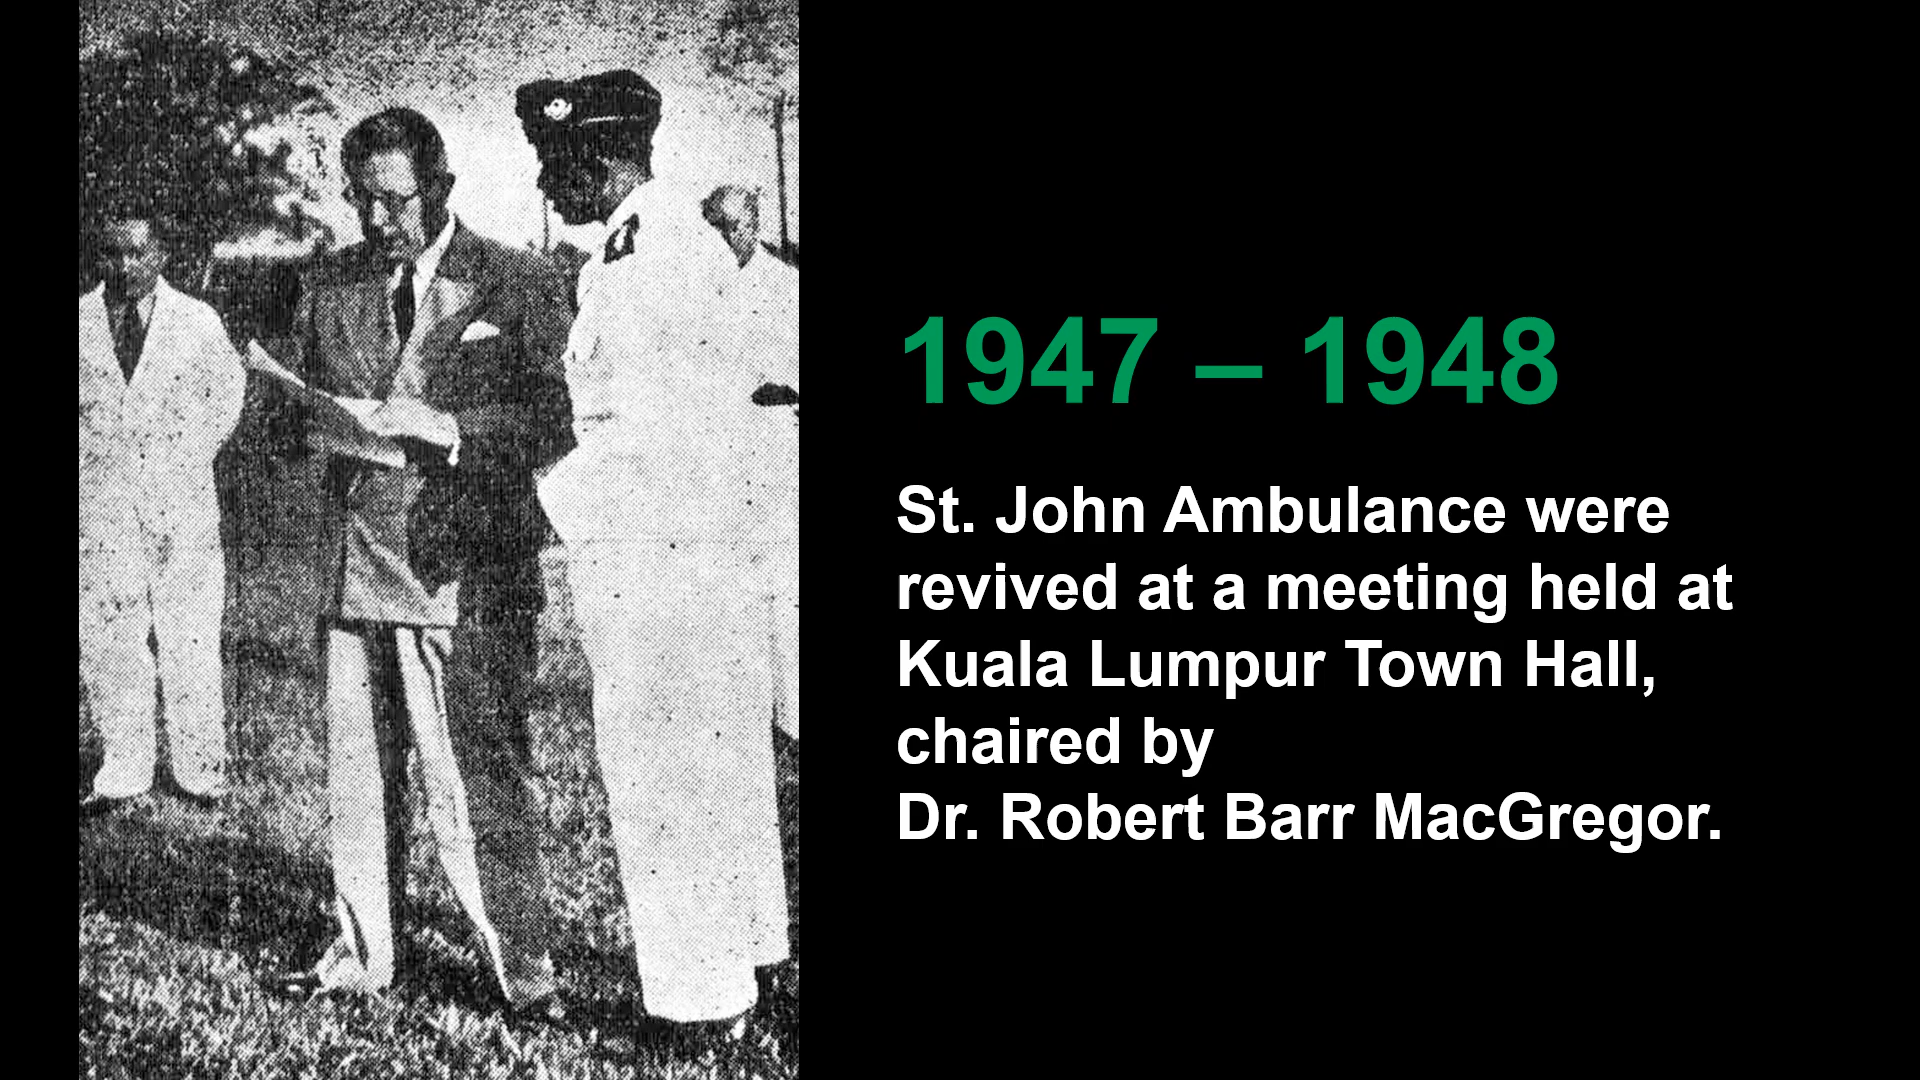 1947 – 1948
St. John Ambulance were
revived at a meeting held at
Kuala Lumpur Town Hall,
chaired by
Dr. Robert Barr MacGregor.